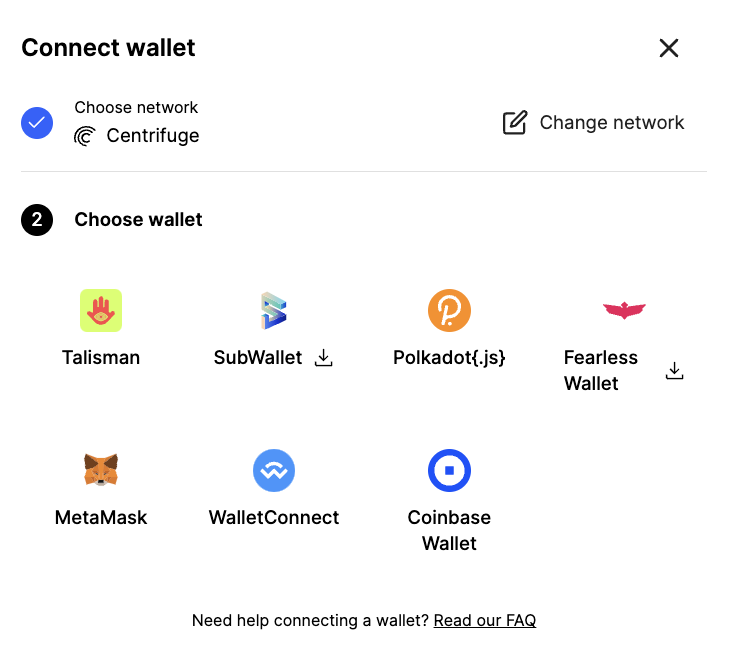 Connect wallet
Choose network
Centrifuge
Change network
2
Choose wallet
Talisman
SubWallet
Polkadot{.js}
Fearless
Wallet
MetaMask
WalletConnect
Coinbase
Wallet
Need help connecting a wallet? Read our FAQ